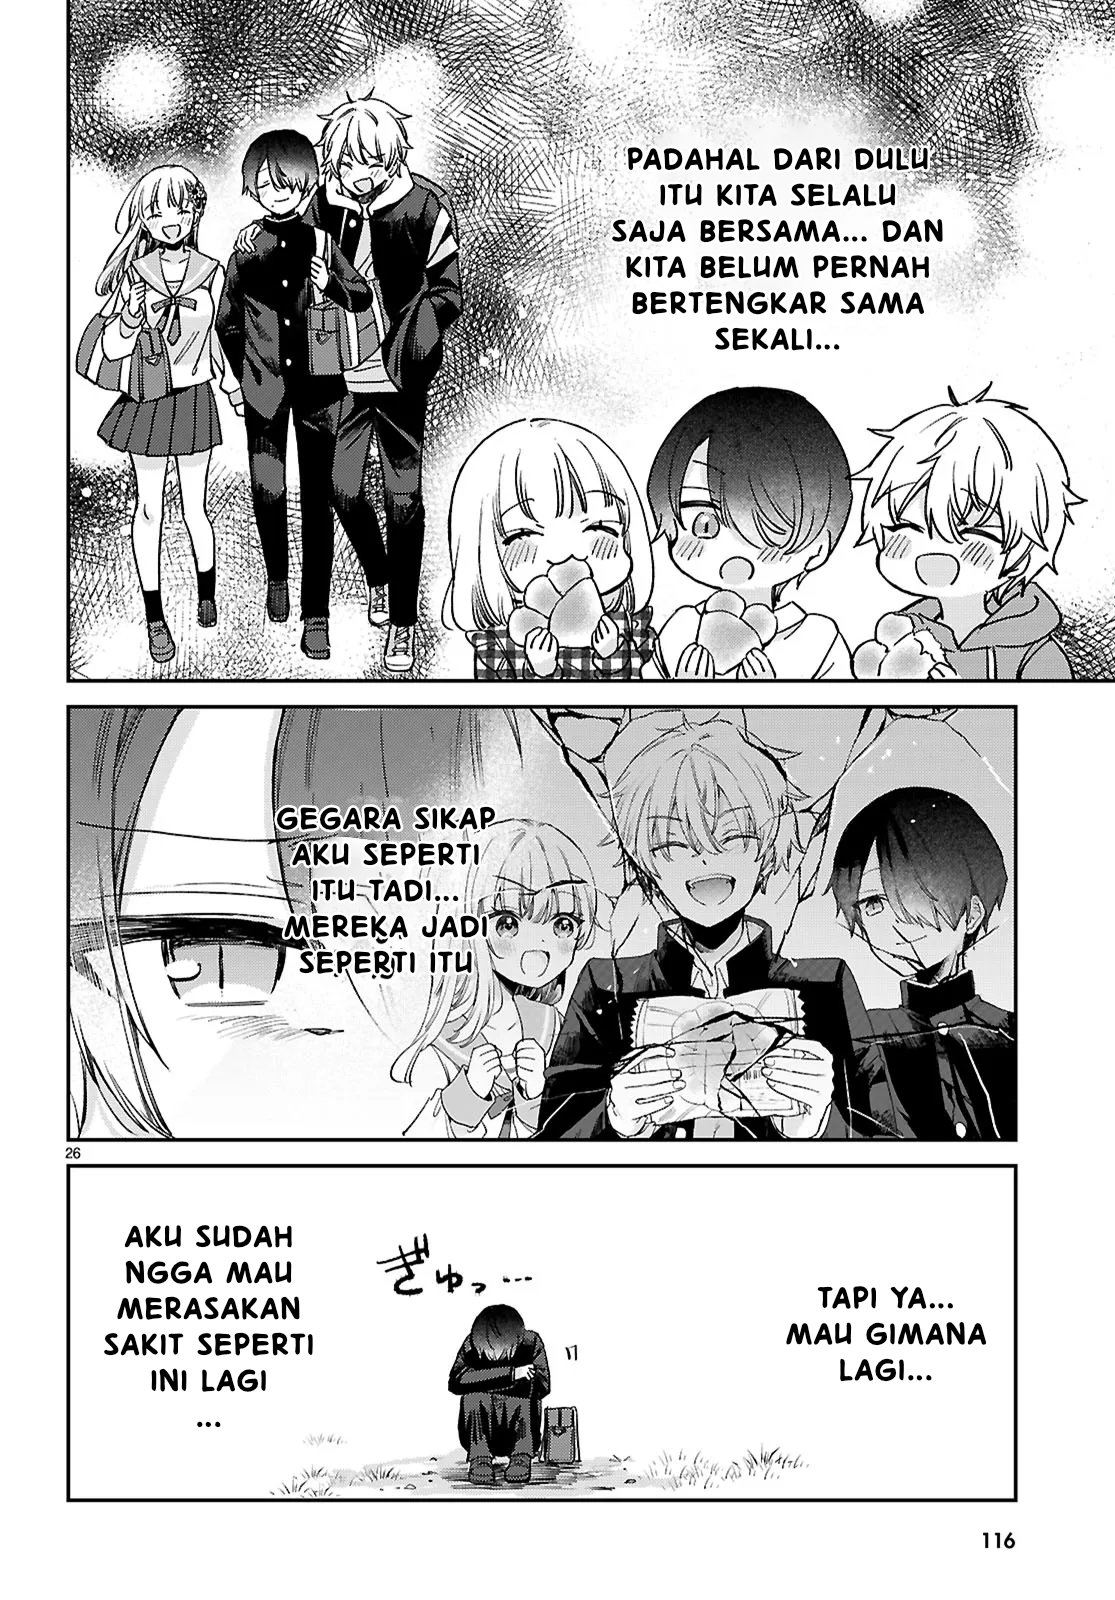 PADAHAL DARI DULU
ITU KITA SELALU
SAJA BERSAMA... DAN
KITA BELUM PERNAH
BERTENGKAR SAMA
SEKALI...
GEGARA SIKAP
AKU SEPERTI
ITU TADI...
MEREKA JADI
SEPERTI ITU
26
TAPI YA...
MAU GIMANA
LAGI...
ぎゅっ…
AKU SUDAH
NGGA MAU
MERASAKAN
SAKIT SEPERTI
INI LAGI
...
116